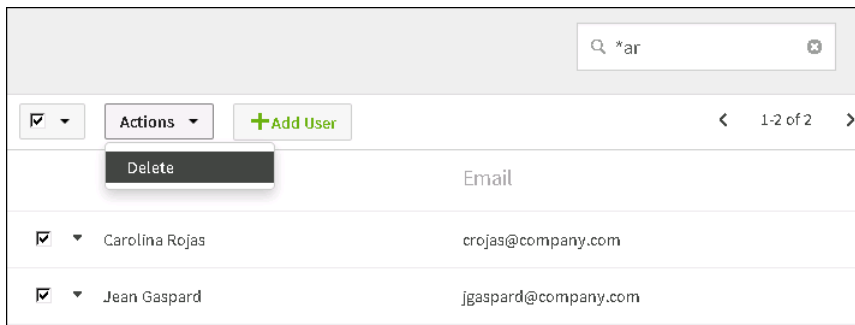 *ar
Actions +Add User 1-2 of 2
Delete
Email
Carolina Rojas crojas@company.com
Jean Gaspard jgaspard@company.com